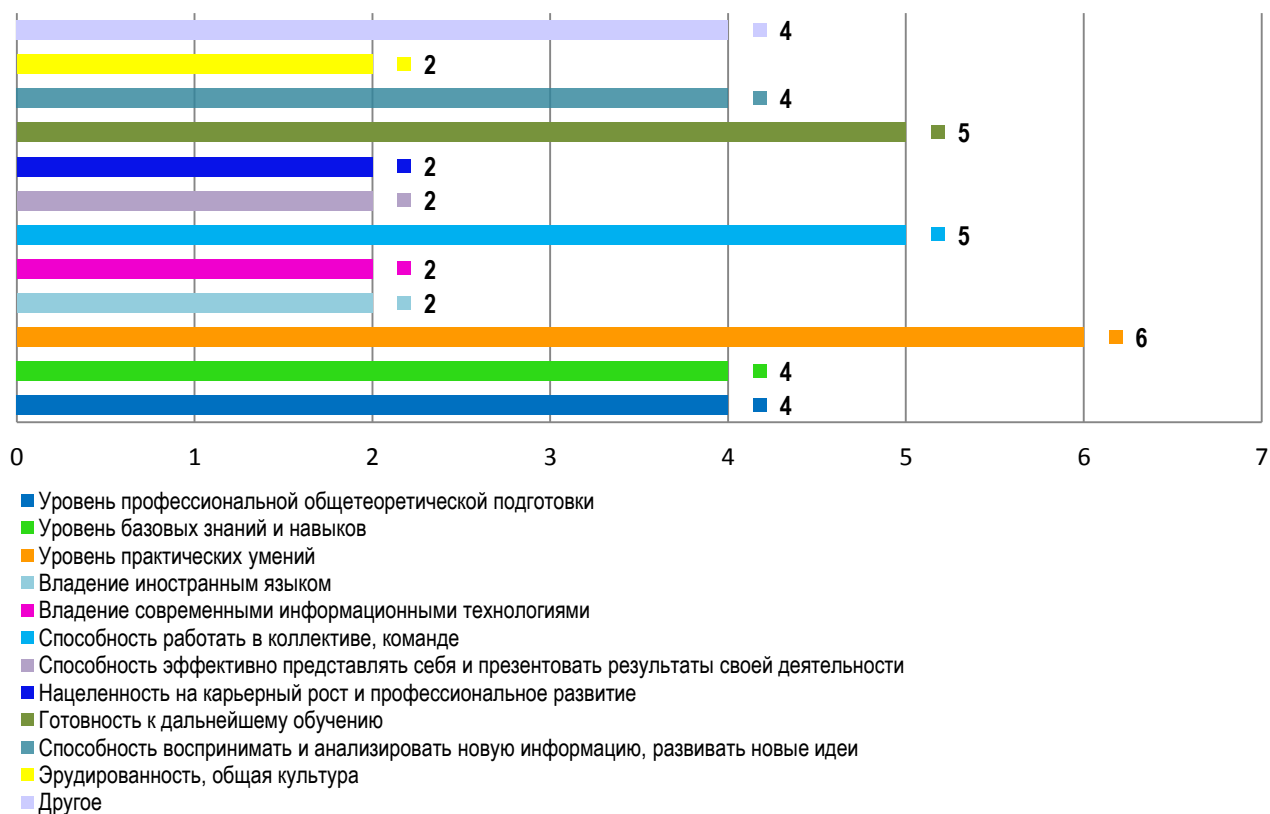 4
2
4
5
2
2
5
2
2
6
4
4
0 1 2 3 4 5 6 7
Уровень профессиональной общетеоретической подготовки
Уровень базовых знаний и навыков
Уровень практических умений
Владение иностранным языком
Владение современными информационными технологиями
Способность работать в коллективе, команде
Способность эффективно представлять себя и презентовать результаты своей деятельности
Нацеленность на карьерный рост и профессиональное развитие
Готовность к дальнейшему обучению
Способность воспринимать и анализировать новую информацию, развивать новые идеи
Эрудированность, общая культура
Другое